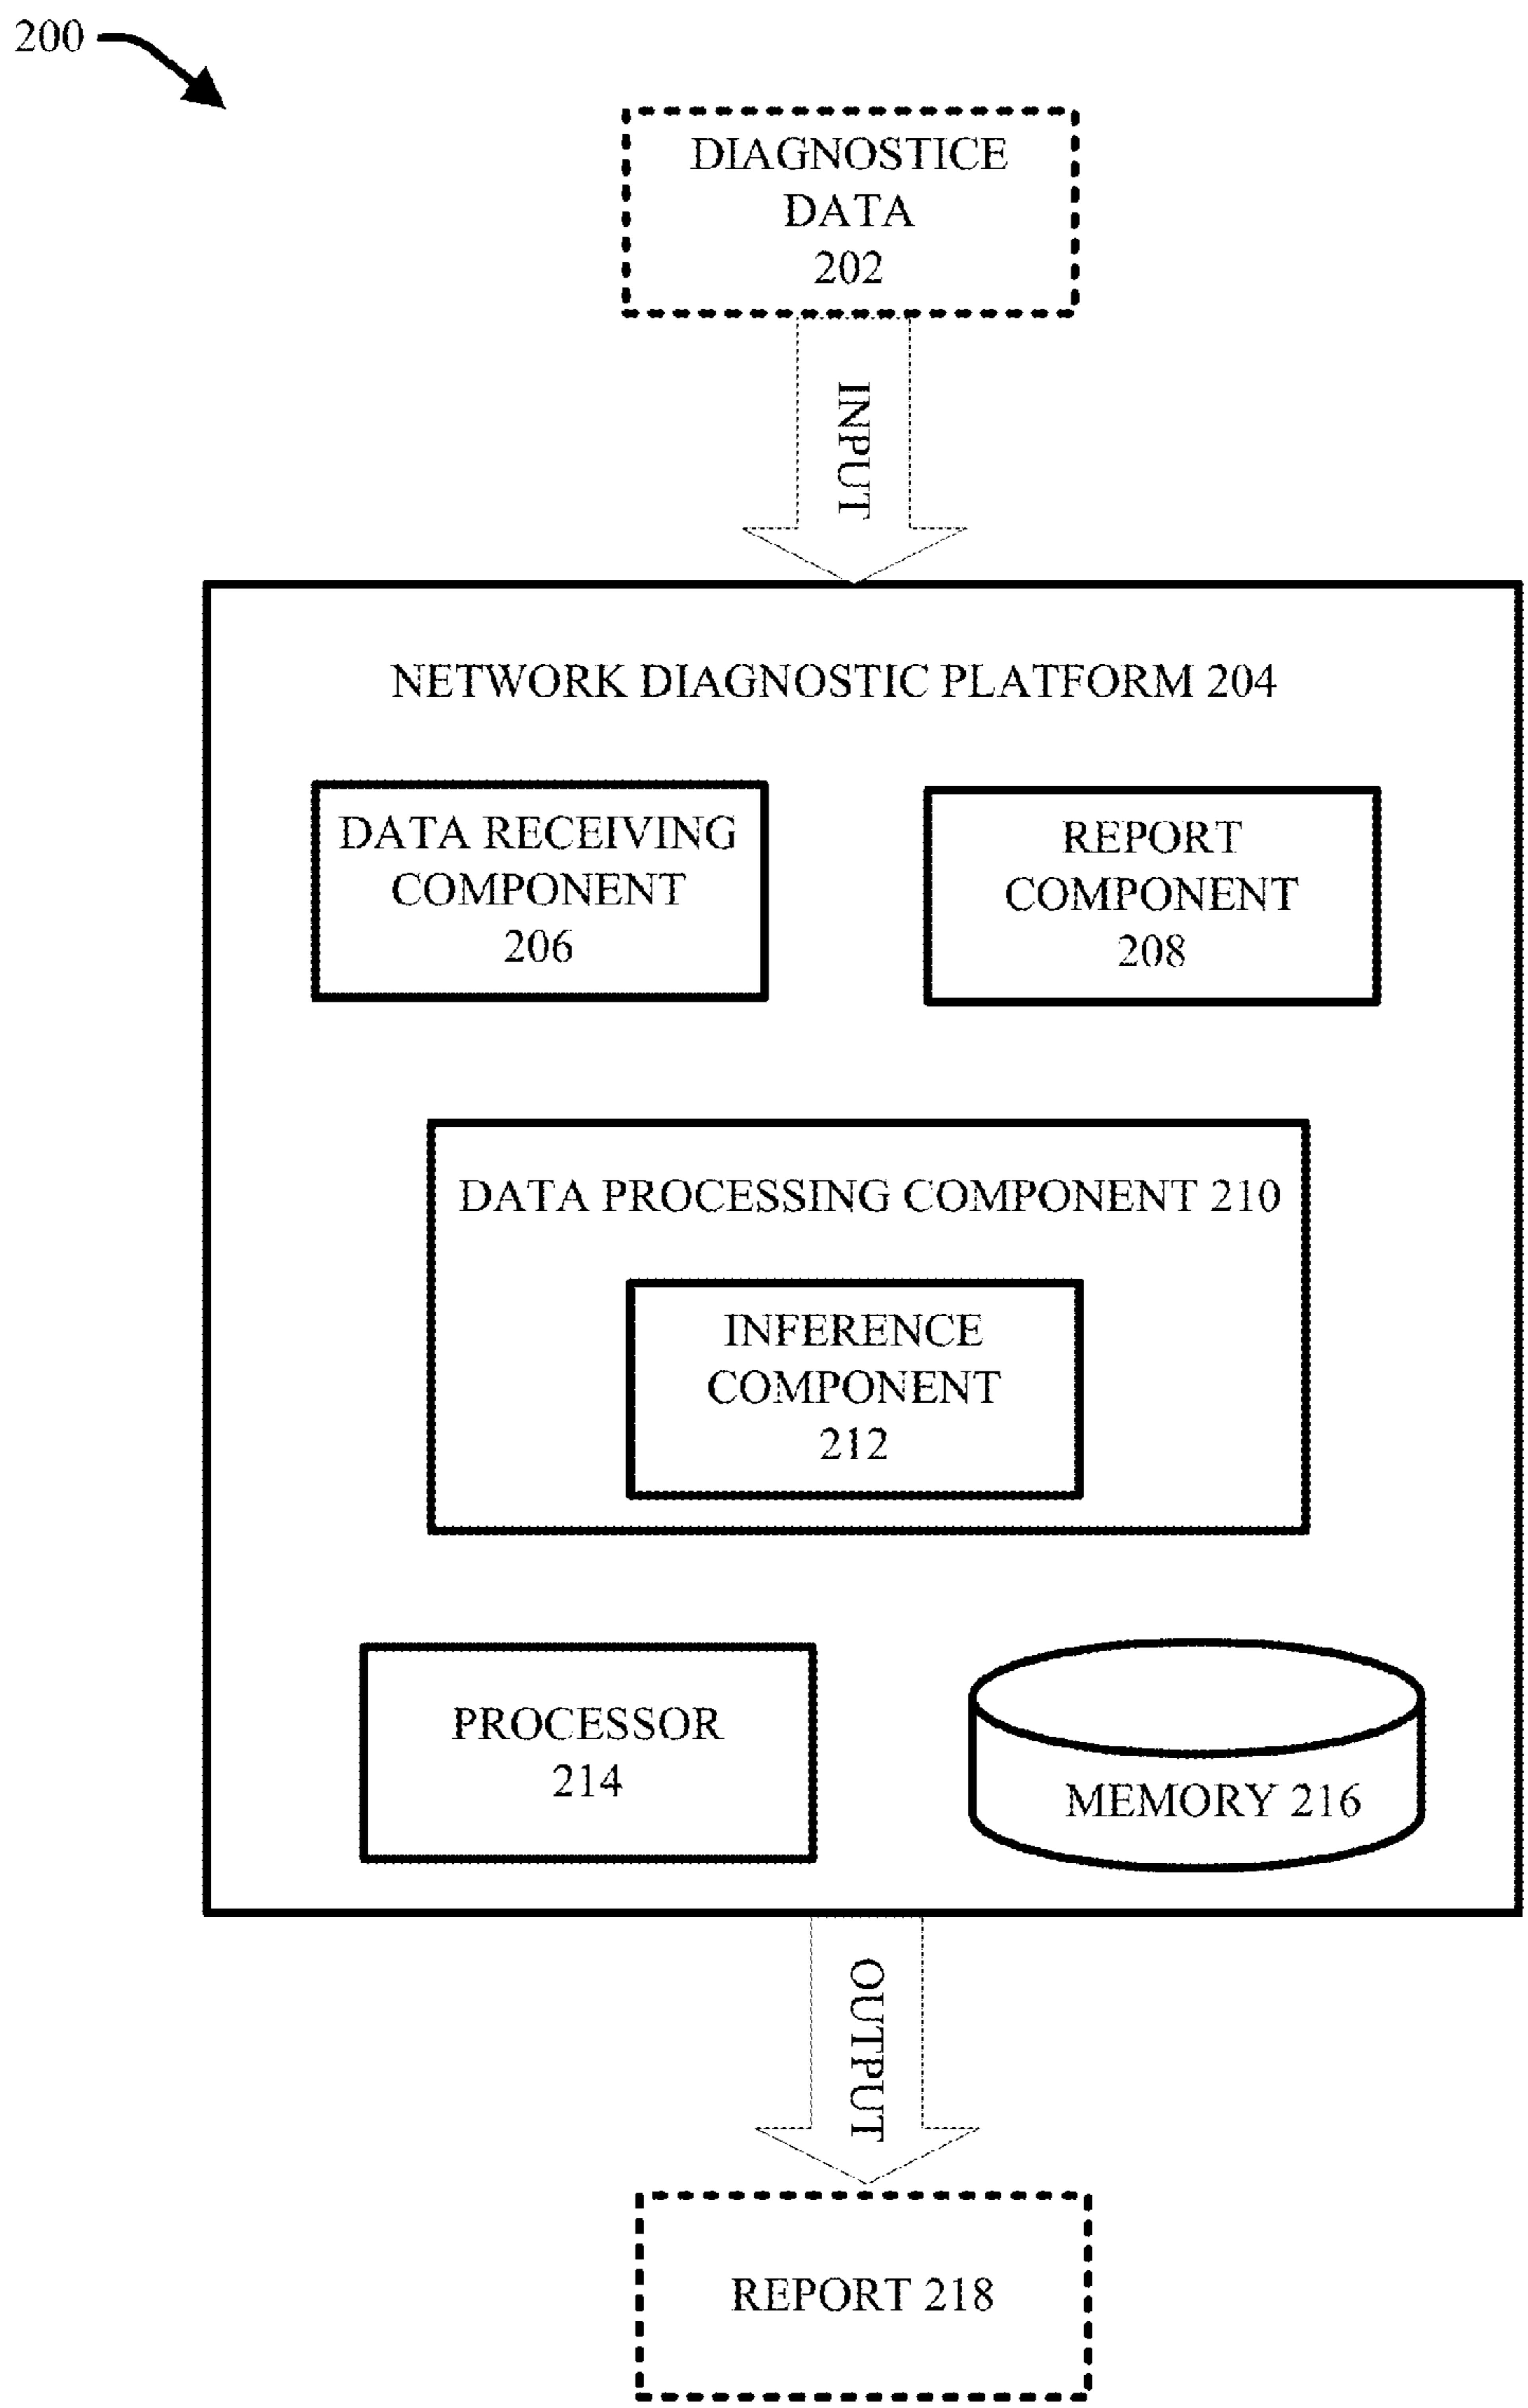 200
DIAGNOSTICE
DATA
202
INPUT
NETWORK DIAGNOSTIC PLATFORM 204
DATA RECEIVING
COMPONENT
206
REPORT
COMPONENT
208
DATA PROCESSING COMPONENT 210
INFERENCE
COMPONENT
212
PROCESSOR
214
MEMORY 216
OUTPUT
REPORT 218